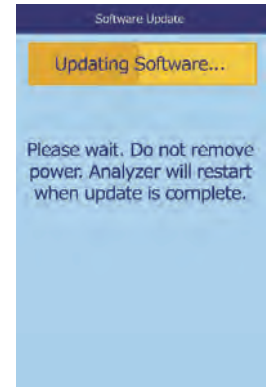 Software Update
Updating Software...
Please wait. Do not remove
power. Analyzer will restart
when update is complete.